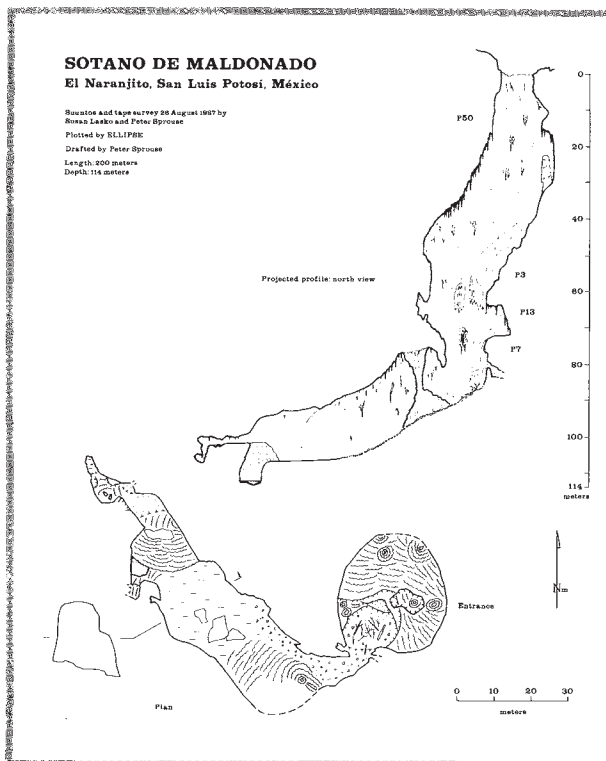 SOTANO DE MALDONADO
El Naranjito, San Luis Potosí, México
Suuntos and tape survey 26 August 1987 by
Susan Lasko and Peter Sprouse
Plotted by ELLIPSE
Drafted by Peter Sprouse
Length: 200 meters
Depth: 114 meters
P50
0
20
40
Projected profile: north view
P3
60
P13
P7
80
100
114
meters
Entrance
Nm
0 10 20 30
meters
Plan